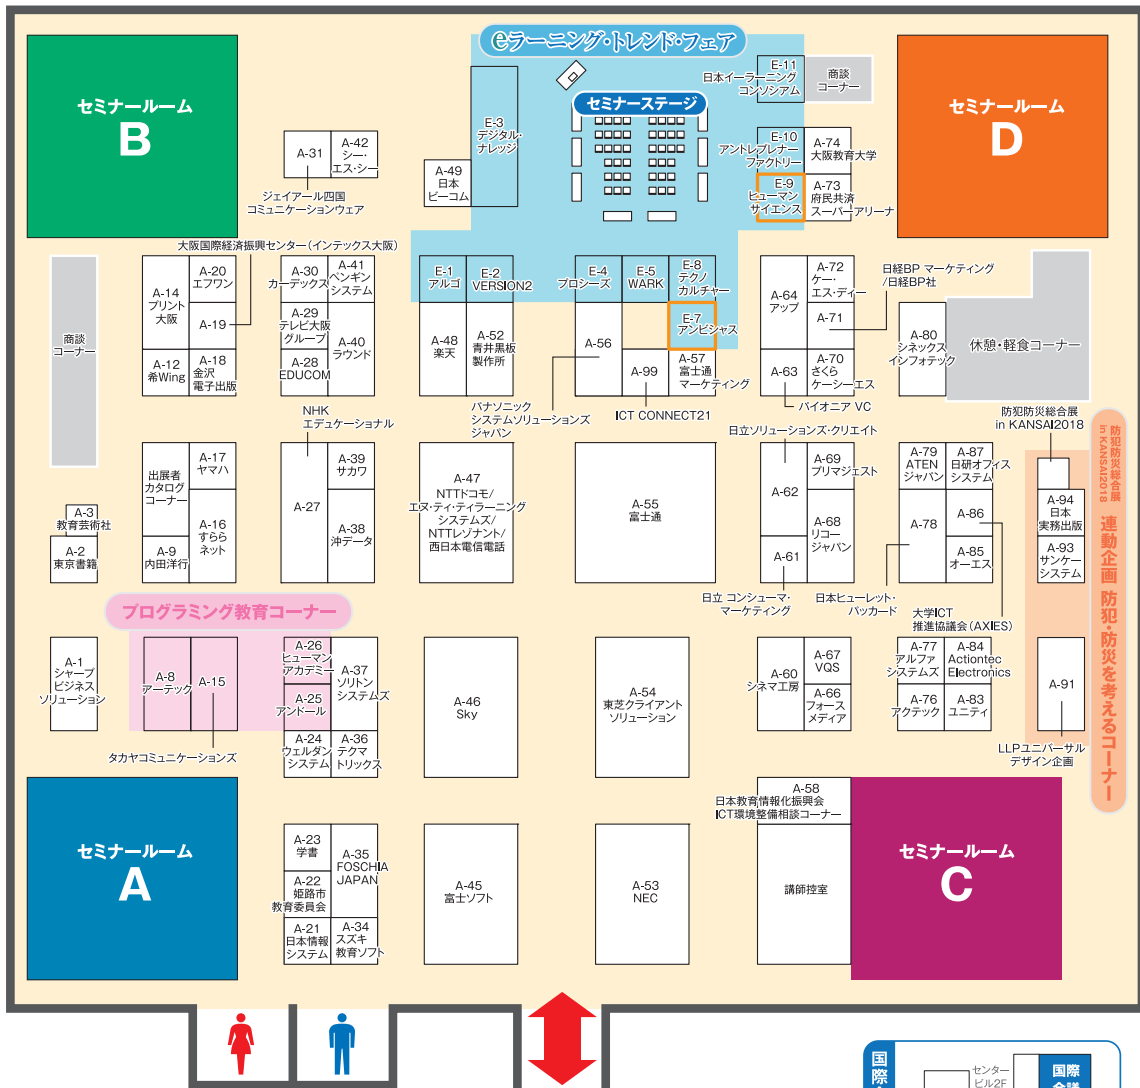 eラーニング・トレンド・フェア
セミナールーム
B
セミナールーム
D
セミナーステージ
E-11
日本イーラーニング
コンソシアム
商談
コーナー
E-3
デジタル・
ナレッジ
E-10
アントレプレナー
ファクトリー
A-74
大阪教育大学
E-9
ヒューマン
サイエンス
A-73
府民共済
スーパーアリーナ
A-31
ジェイアール四国
コミュニケーションウェア
A-42
シー・
エス・シー
A-49
日本
ビーコム
大阪国際経済振興センター(インテックス大阪)
商談
コーナー
A-14
プリント
大阪
A-20
エフワン
A-19
A-12
希Wing
A-18
金沢
電子出版
A-30
カーデックス
A-41
ペンギン
システム
A-29
テレビ大阪
グループ
A-28
EDUCOM
A-40
ラウンド
E-1
アルゴ
E-2
VERSION2
A-48
楽天
A-52
青井黒板
製作所
E-4
プロシーズ
E-5
WARK
E-8
テクノ
カルチャー
E-7
アンビシャス
A-56
パナソニック
システムソリューションズ
ジャパン
A-99
ICT CONNECT21
A-57
富士通
マーケティング
A-64
アップ
A-72
ケー・
エス・ディー
A-71
日経BP マーケティング
/日経BP社
A-63
パイオニア VC
A-70
さくら
ケーシーエス
A-80
シネックス
インフォテック
休憩・軽食コーナー
A-3
教育芸術社
A-2
東京書籍
出展者
カタログ
コーナー
A-17
ヤマハ
A-16
すらら
ネット
A-9
内田洋行
NHK
エデュケーショナル
A-27
A-39
サカワ
A-38
沖データ
A-47
NTTドコモ/
エヌ・ティ・ティラーニング
システムズ/
NTTレゾナント/
西日本電信電話
A-55
富士通
日立ソリューションズ・クリエイト
A-62
A-69
プリマジェスト
A-68
リコー
ジャパン
A-61
日立 コンシューマ・
マーケティング
A-79
ATEN
ジャパン
A-87
日研オフィス
システム
A-78
日本ヒューレット・
パッカード
A-86
大学ICT
推進協議会(AXIES)
A-85
オーエス
防犯防災総合展
in KANSAI2018
A-94
日本
実務出版
A-93
サンケー
システム
防犯防災総合展
in KANSAI2018
連動企画 防犯・防災を考えるコーナー
プログラミング教育コーナー
A-1
シャープ
ビジネス
ソリューション
A-8
アーテック
A-15
タカヤコミュニケーションズ
A-26
ヒューマン
アカデミー
A-25
アンドール
A-37
ソリトン
システムズ
A-24
ウェルダン
システム
A-36
テクマ
トリックス
A-46
Sky
A-54
東芝クライアント
ソリューション
A-60
シネマ工房
A-67
VQS
A-66
フォース
メディア
A-77
アルファ
システムズ
A-84
Actiontec
Electronics
A-76
アクテック
A-83
ユニティ
A-91
LLPユニバーサル
デザイン企画
セミナールーム
A
A-23
学書
A-22
姫路市
教育委員会
A-21
日本情報
システム
A-35
FOSCHIA
JAPAN
A-34
スズキ
教育ソフト
A-45
富士ソフト
A-53
NEC
A-58
日本教育情報化振興会
ICT環境整備相談コーナー
講師控室
セミナールーム
C
国際
センター
ビル2F
国際